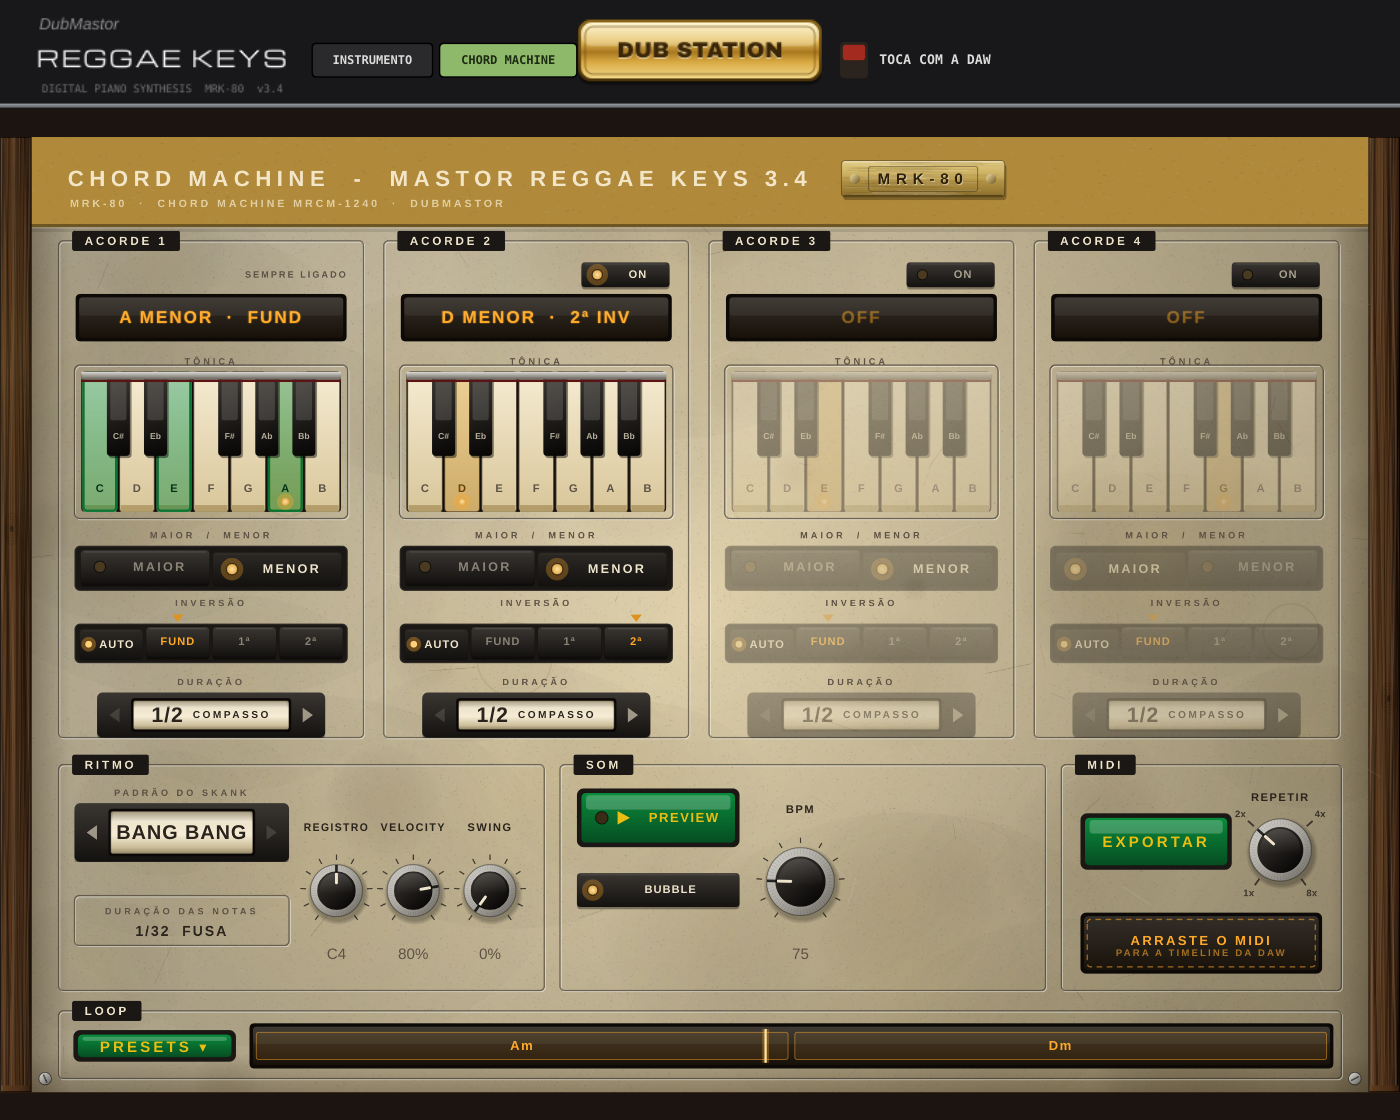 DubMastor
REGGAE KEYS
DIGITAL PIANO SYNTHESIS MRK-80 v3.4
INSTRUMENTO
CHORD MACHINE
DUB STATION
TOCA COM A DAW
CHORD MACHINE - MASTOR REGGAE KEYS 3.4
MRK-80 · CHORD MACHINE MRCM-1240 · DUBMASTOR
MRK-80
ACORDE 1
SEMPRE LIGADO
A MENOR · FUND
TÔNICA
C# Eb F# Ab Bb
C D E F G A B
MAIOR / MENOR
MAIOR MENOR
INVERSÃO
AUTO FUND 1ª 2ª
DURAÇÃO
1/2 COMPASSO
ACORDE 2
ON
D MENOR · 2ª INV
TÔNICA
C# Eb F# Ab Bb
C D E F G A B
MAIOR / MENOR
MAIOR MENOR
INVERSÃO
AUTO FUND 1ª 2ª
DURAÇÃO
1/2 COMPASSO
ACORDE 3
ON
OFF
TÔNICA
C# Eb F# Ab Bb
C D E F G A B
MAIOR / MENOR
MAIOR MENOR
INVERSÃO
AUTO FUND 1ª 2ª
DURAÇÃO
1/2 COMPASSO
ACORDE 4
ON
OFF
TÔNICA
C# Eb F# Ab Bb
C D E F G A B
MAIOR / MENOR
MAIOR MENOR
INVERSÃO
AUTO FUND 1ª 2ª
DURAÇÃO
1/2 COMPASSO
RITMO
PADRÃO DO SKANK
BANG BANG
DURAÇÃO DAS NOTAS
1/32 FUSA
REGISTRO VELOCITY SWING
C4 80% 0%
SOM
PREVIEW
BUBBLE
BPM
75
MIDI
EXPORTAR
REPETIR
2x 4x
1x 8x
ARRASTE O MIDI
PARA A TIMELINE DA DAW
LOOP
PRESETS ▾
Am
Dm